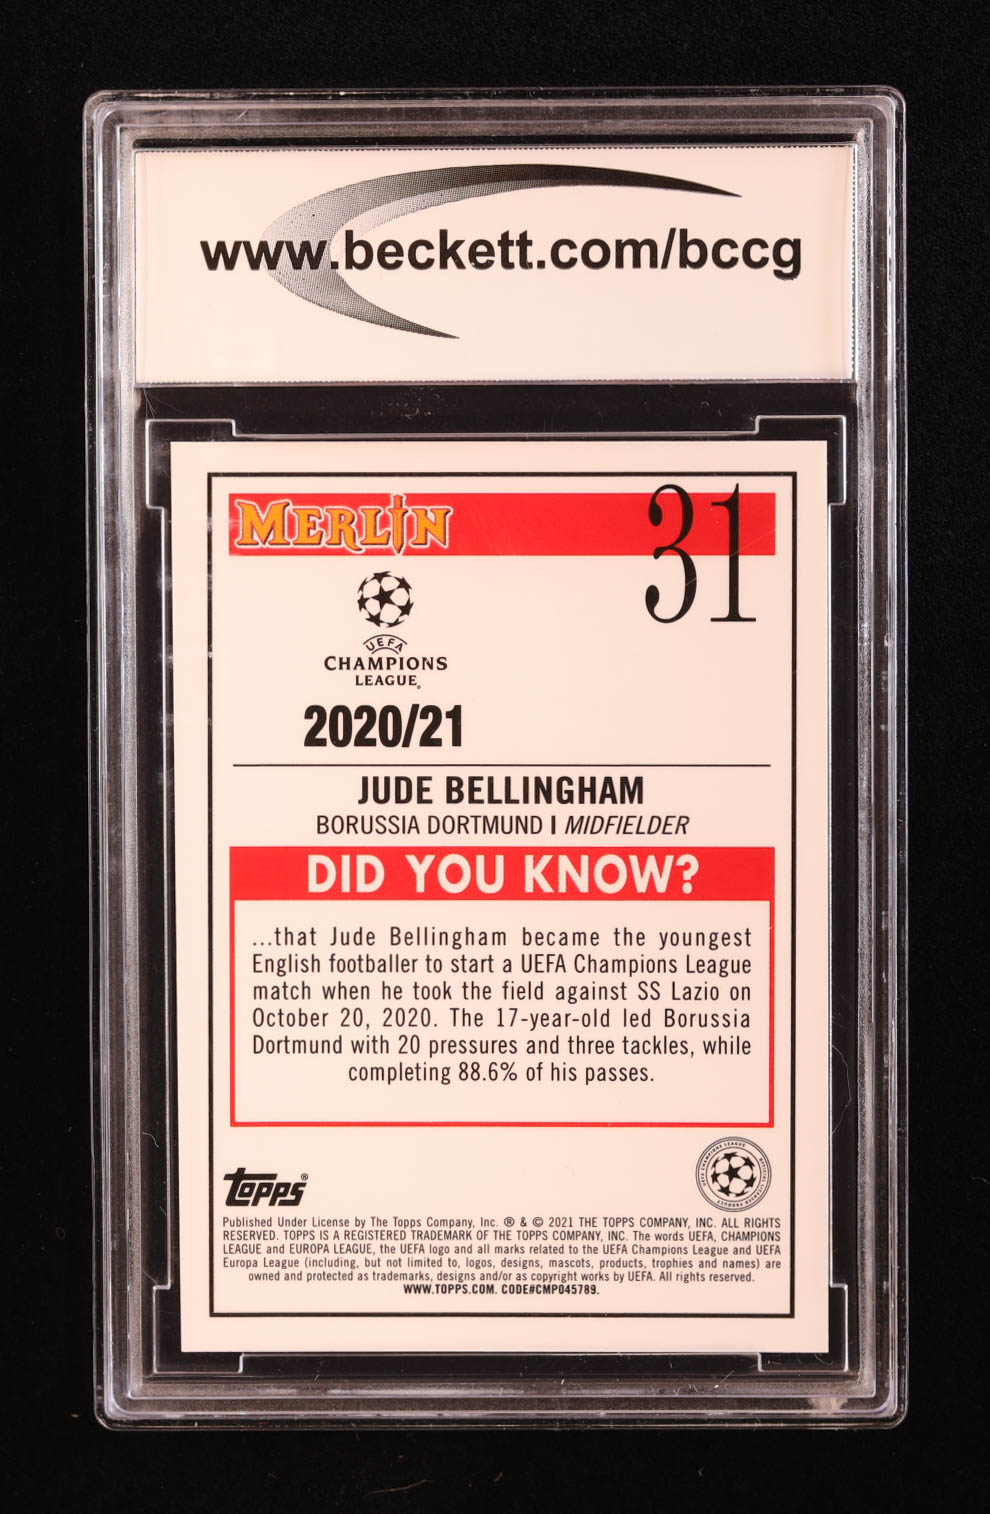 www.beckett.com/bccg
MERLIN
31
UEFA
CHAMPIONS
LEAGUE®
2020/21
JUDE BELLINGHAM
BORUSSIA DORTMUND | MIDFIELDER
DID YOU KNOW?
...that Jude Bellingham became the youngest
English footballer to start a UEFA Champions League
match when he took the field against SS Lazio on
October 20, 2020. The 17-year-old led Borussia
Dortmund with 20 pressures and three tackles, while
completing 88.6% of his passes.
UEFA CHAMPIONS LEAGUE OFFICIAL LICENSED PRODUCT
topps®
Published Under License by The Topps Company, Inc. ® & © 2021 THE TOPPS COMPANY, INC. ALL RIGHTS
RESERVED. TOPPS IS A REGISTERED TRADEMARK OF THE TOPPS COMPANY, INC. The words UEFA, CHAMPIONS
LEAGUE and EUROPA LEAGUE, the UEFA logo and all marks related to the UEFA Champions League and UEFA
Europa League (including, but not limited to, logos, designs, mascots, products, trophies and names) are
owned and protected as trademarks, designs and/or as copyright works by UEFA. All rights reserved.
WWW.TOPPS.COM. CODE#CMP045789.